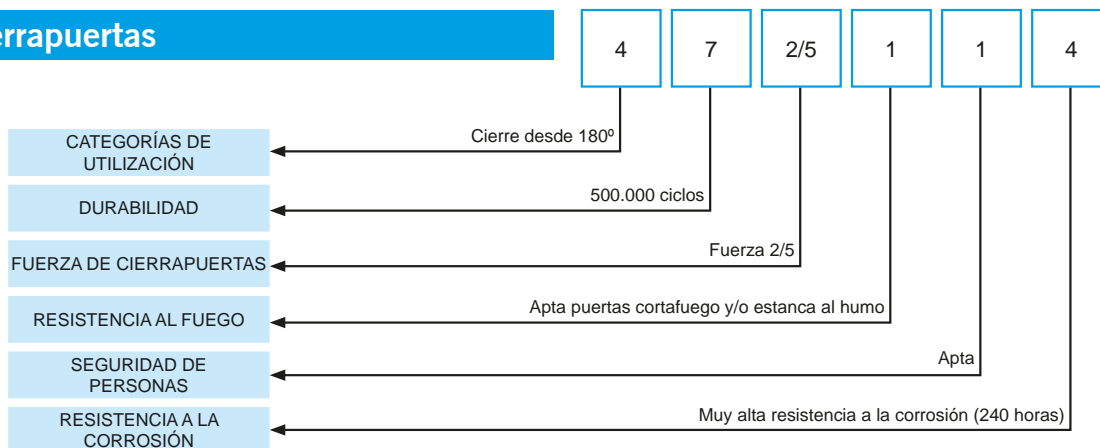 errapuertas
4 7 2/5 1 1 4
Cierre desde 180º
CATEGORÍAS DE
UTILIZACIÓN
500.000 ciclos
DURABILIDAD
Fuerza 2/5
FUERZA DE CIERRAPUERTAS
Apta puertas cortafuego y/o estanca al humo
RESISTENCIA AL FUEGO
Apta
SEGURIDAD DE
PERSONAS
Muy alta resistencia a la corrosión (240 horas)
RESISTENCIA A LA
CORROSIÓN